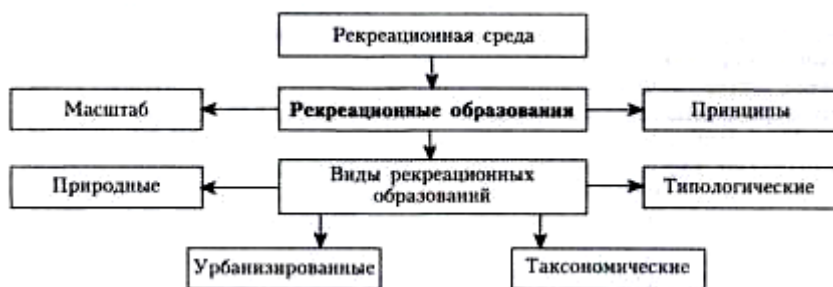 Рекреационная среда
Масштаб
Рекреационные образования
Принципы
Природные
Виды рекреационных
образований
Типологические
Урбанизированные
Таксономические